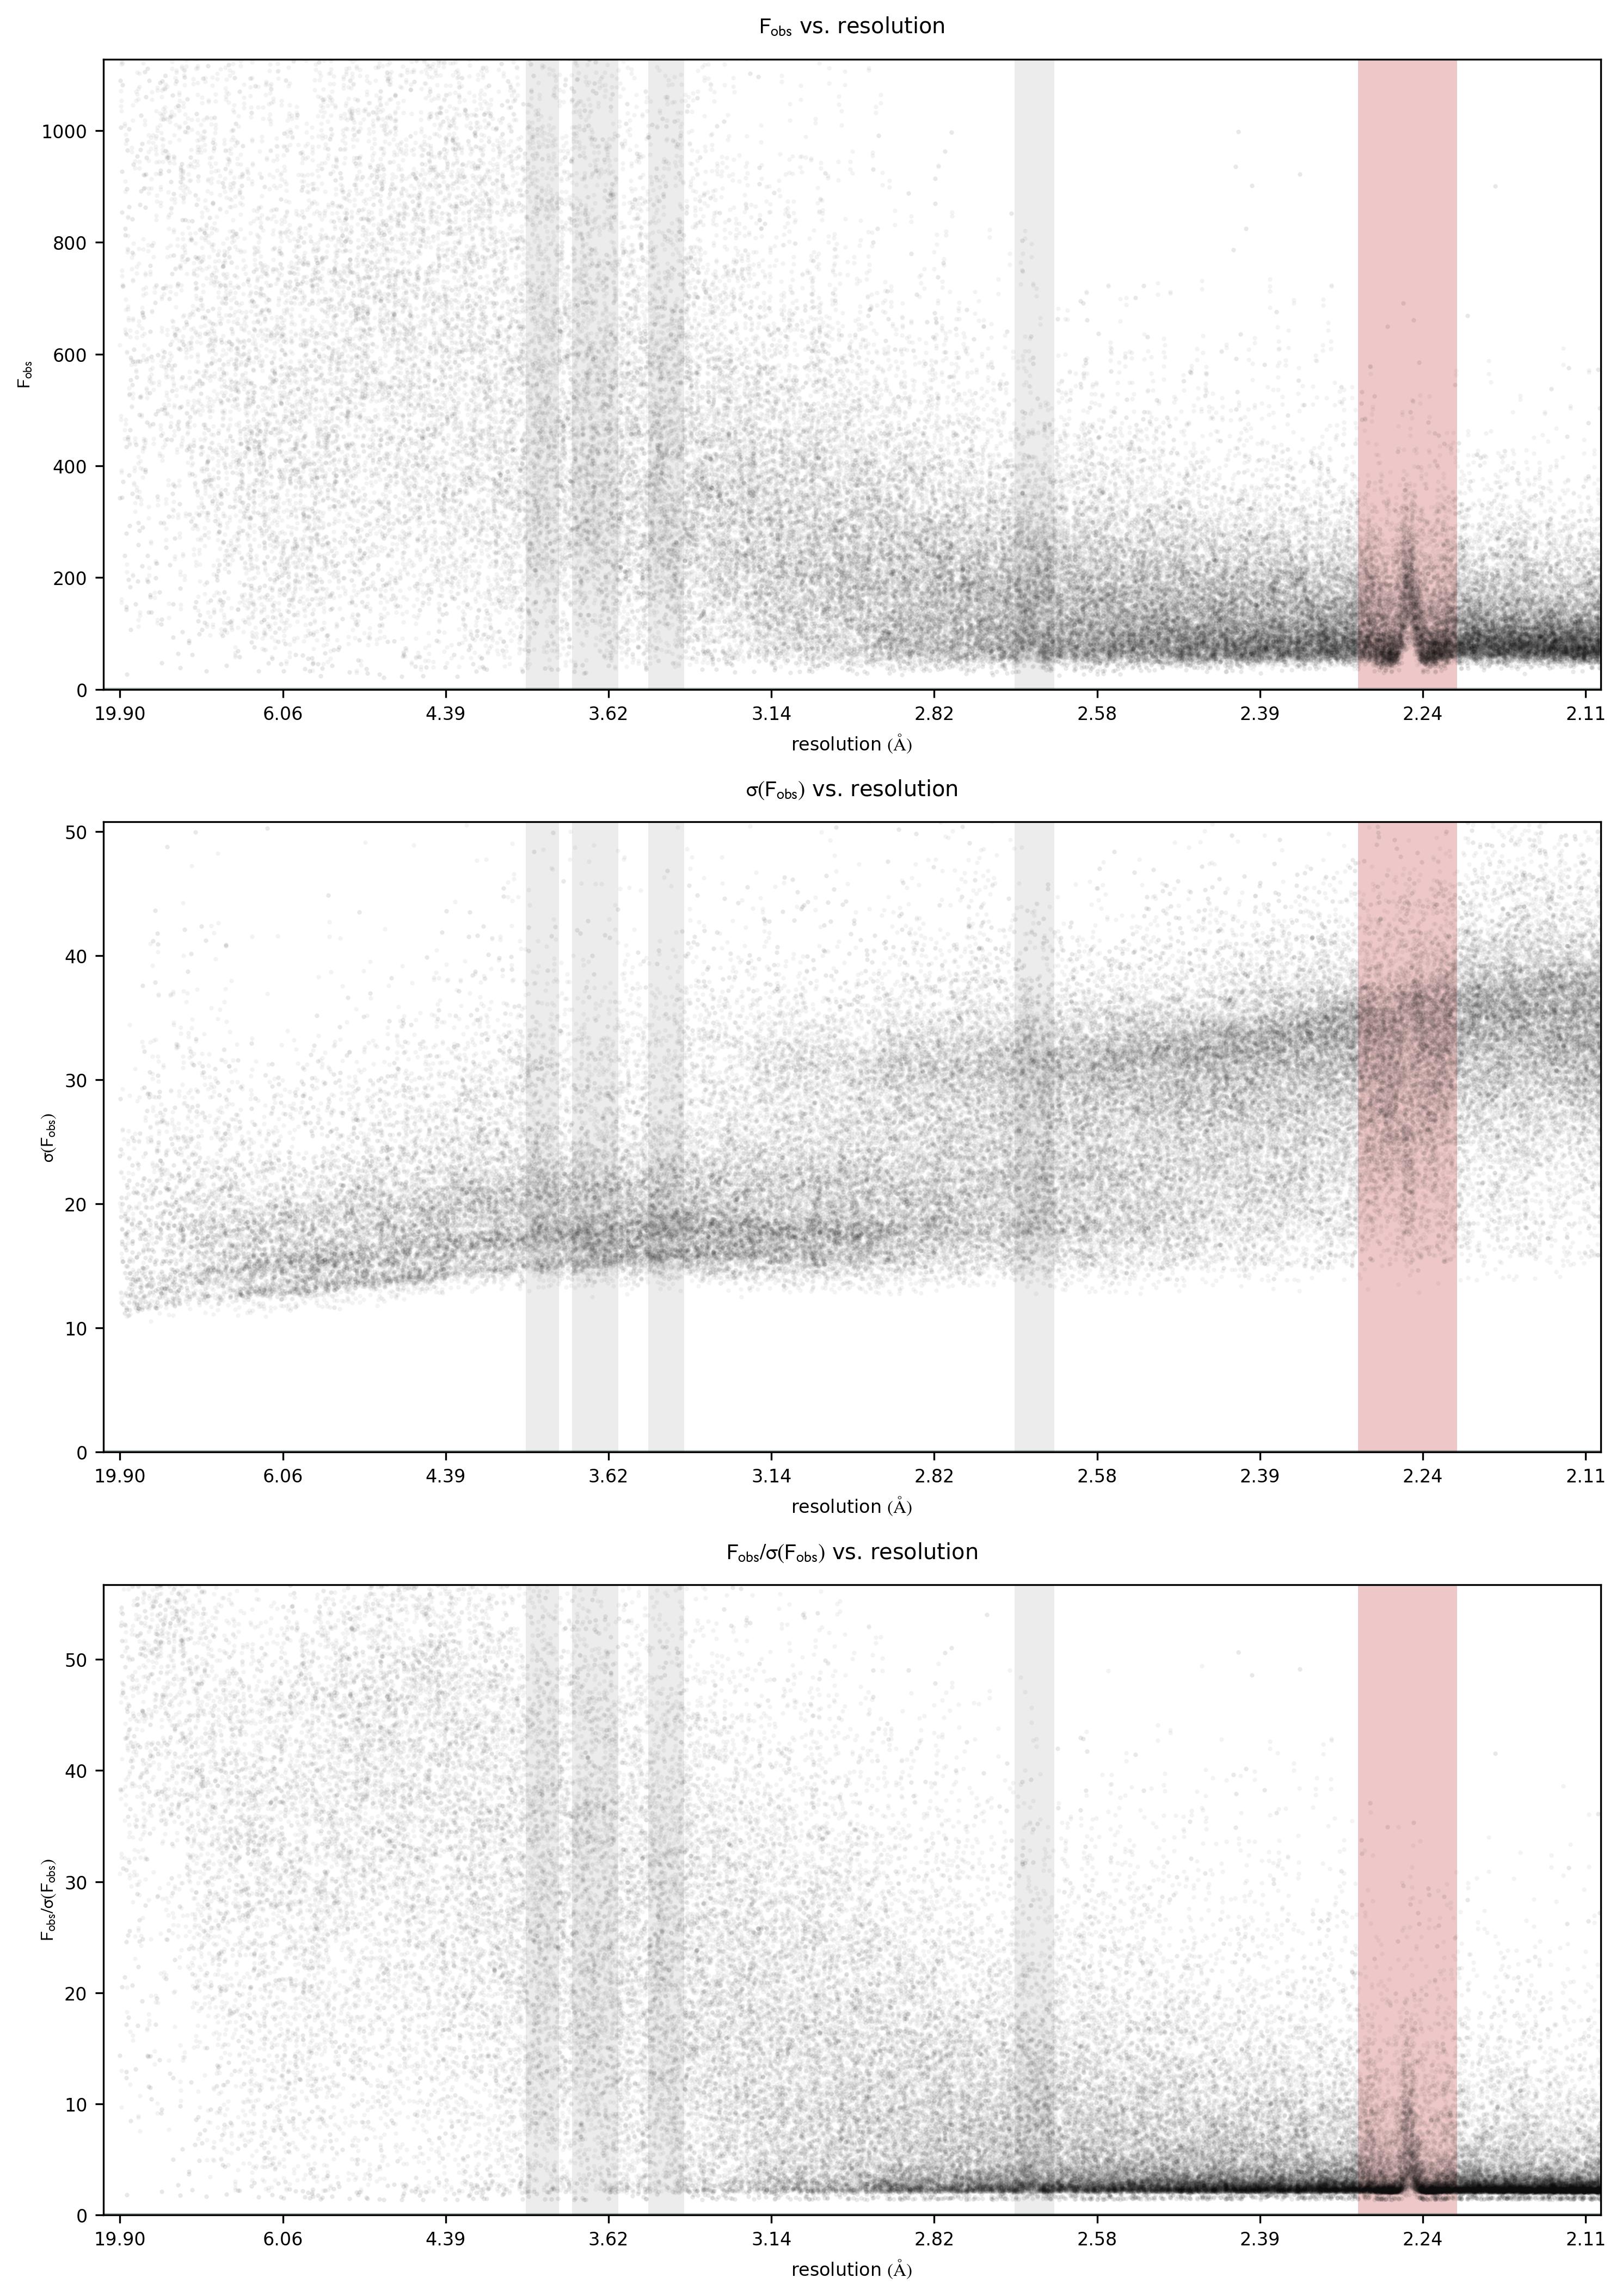 Fobs vs. resolution
1000
800
600
400
200
0
Fobs
19.90 6.06 4.39 3.62 3.14 2.82 2.58 2.39 2.24 2.11
resolution (Å)
σ(Fobs) vs. resolution
50
40
30
20
10
0
σ(Fobs)
19.90 6.06 4.39 3.62 3.14 2.82 2.58 2.39 2.24 2.11
resolution (Å)
Fobs/σ(Fobs) vs. resolution
50
40
30
20
10
0
Fobs/σ(Fobs)
19.90 6.06 4.39 3.62 3.14 2.82 2.58 2.39 2.24 2.11
resolution (Å)